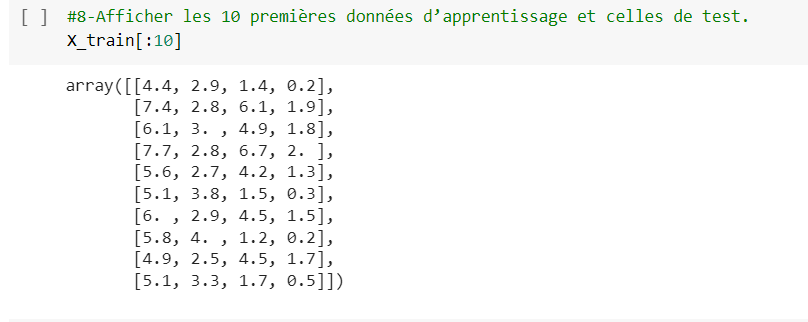 [ ] #8-Afficher les 10 premières données d’apprentissage et celles de test.
X_train[:10]
array([[4.4, 2.9, 1.4, 0.2],
[7.4, 2.8, 6.1, 1.9],
[6.1, 3. , 4.9, 1.8],
[7.7, 2.8, 6.7, 2. ],
[5.6, 2.7, 4.2, 1.3],
[5.1, 3.8, 1.5, 0.3],
[6. , 2.9, 4.5, 1.5],
[5.8, 4. , 1.2, 0.2],
[4.9, 2.5, 4.5, 1.7],
[5.1, 3.3, 1.7, 0.5]])